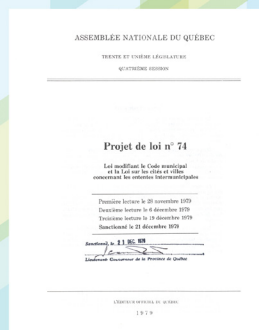 ASSEMBLÉE NATIONALE DU QUÉBEC
TRENTE ET UNIÈME LÉGISLATURE
QUATRIÈME SESSION
Projet de loi n° 74
Loi modifiant le Code municipal
et la Loi sur les cités et villes
concernant les ententes intermunicipales
Première lecture le 20 novembre 1979
Deuxième lecture le 6 décembre 1979
Troisième lecture le 18 décembre 1979
Sanctionné le 21 décembre 1979
Sanctionné, le 21 DEC. 1979
Lieutenant Gouverneur de la Province de Québec
L'ÉDITEUR OFFICIEL DU QUÉBEC
1979